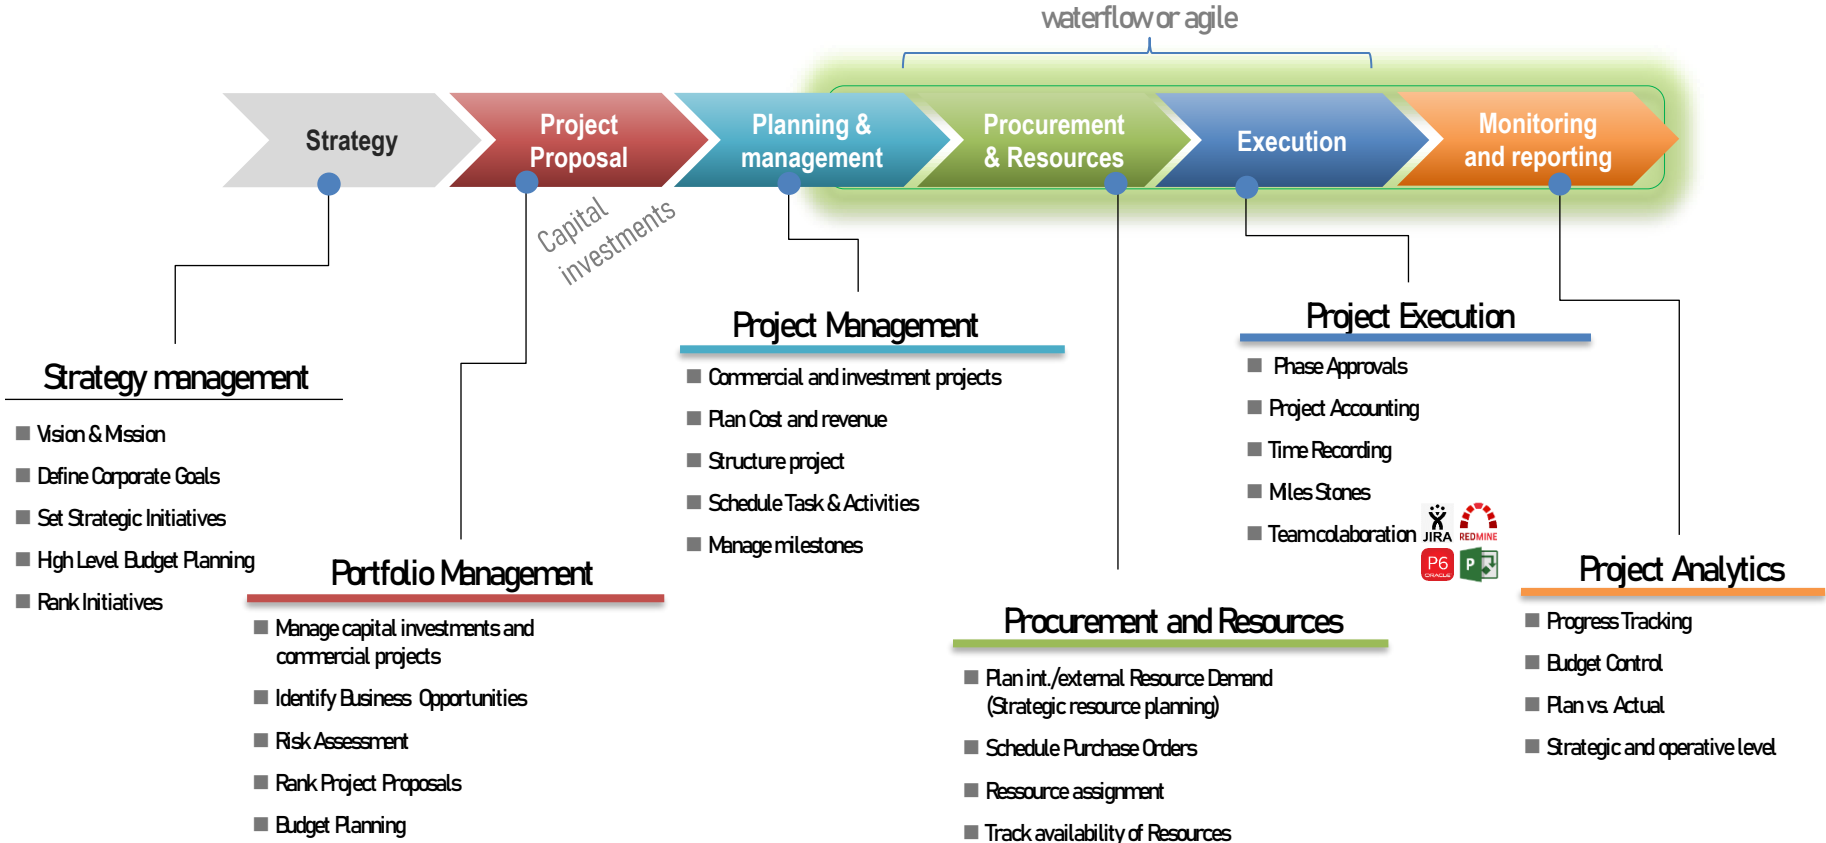 waterflow or agile
Strategy
Project
Proposal
Planning &
management
Procurement
& Resources
Execution
Monitoring
and reporting
Capital
investments
Strategy management
Vision & Mission
Define Corporate Goals
Set Strategic Initiatives
High Level Budget Planning
Rank Initiatives
Portfolio Management
Manage capital investments and
commercial projects
Identify Business Opportunities
Risk Assessment
Rank Project Proposals
Budget Planning
Project Management
Commercial and investment projects
Plan Cost and revenue
Structure project
Schedule Task & Activities
Manage milestones
Procurement and Resources
Plan int./external Resource Demand
(Strategic resource planning)
Schedule Purchase Orders
Ressource assignment
Track availability of Resources
Project Execution
Phase Approvals
Project Accounting
Time Recording
Miles Stones
Team colaboration
JIRA
REDMINE
P6
ORACLE
P
Project Analytics
Progress Tracking
Budget Control
Plan vs. Actual
Strategic and operative level